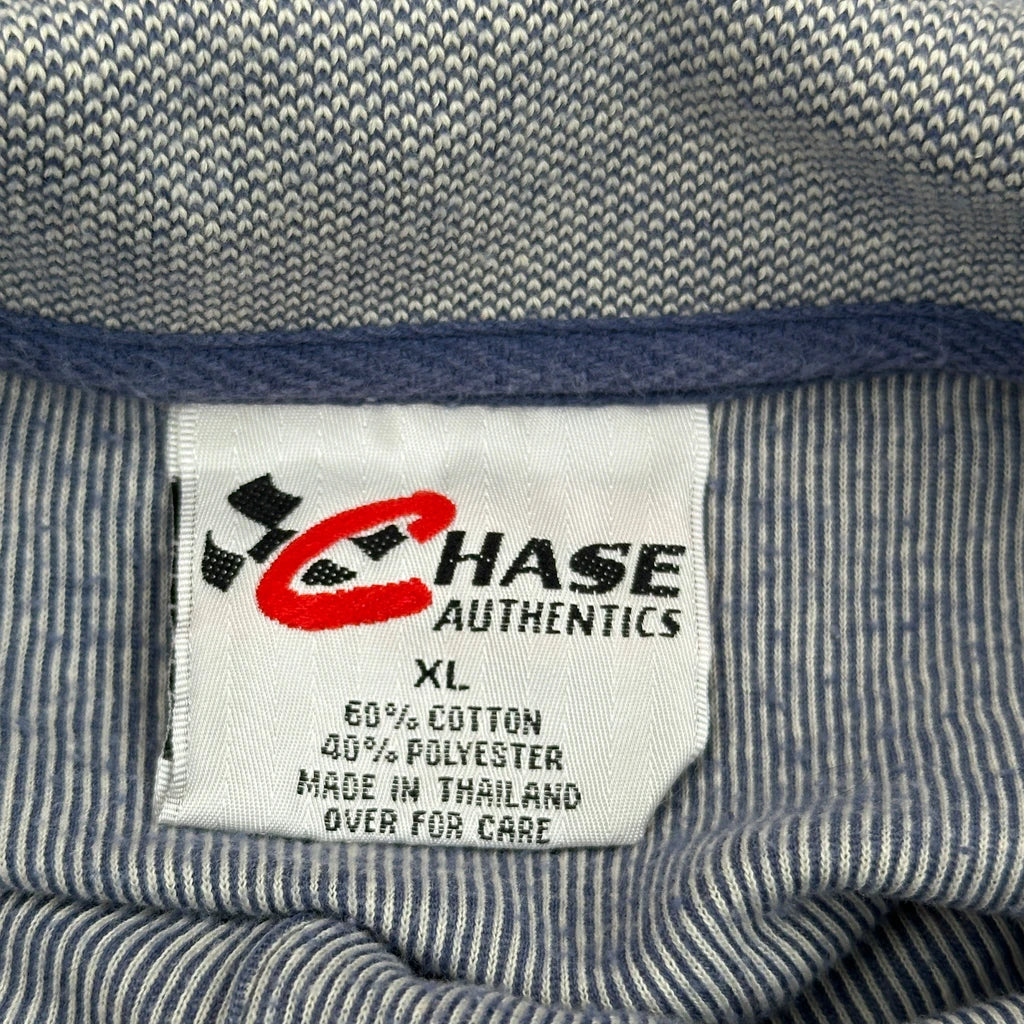 CHASE
AUTHENTICS
XL
60% COTTON
40% POLYESTER
MADE IN THAILAND
OVER FOR CARE